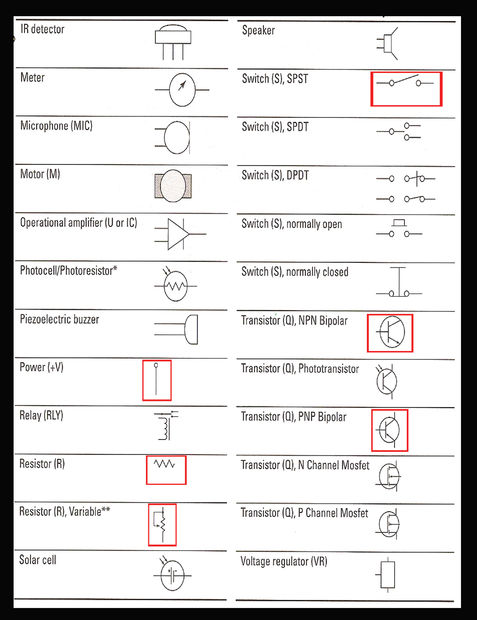 IR detector
Meter
Microphone (MIC)
Motor (M)
Operational amplifier (U or IC)
Photocell/Photoresistor*
Piezoelectric buzzer
Power (+V)
Relay (RLY)
Resistor (R)
Resistor (R), Variable**
Solar cell
Speaker
Switch (S), SPST
Switch (S), SPDT
Switch (S), DPDT
Switch (S), normally open
Switch (S), normally closed
Transistor (Q), NPN Bipolar
Transistor (Q), Phototransistor
Transistor (Q), PNP Bipolar
Transistor (Q), N Channel Mosfet
Transistor (Q), P Channel Mosfet
Voltage regulator (VR)